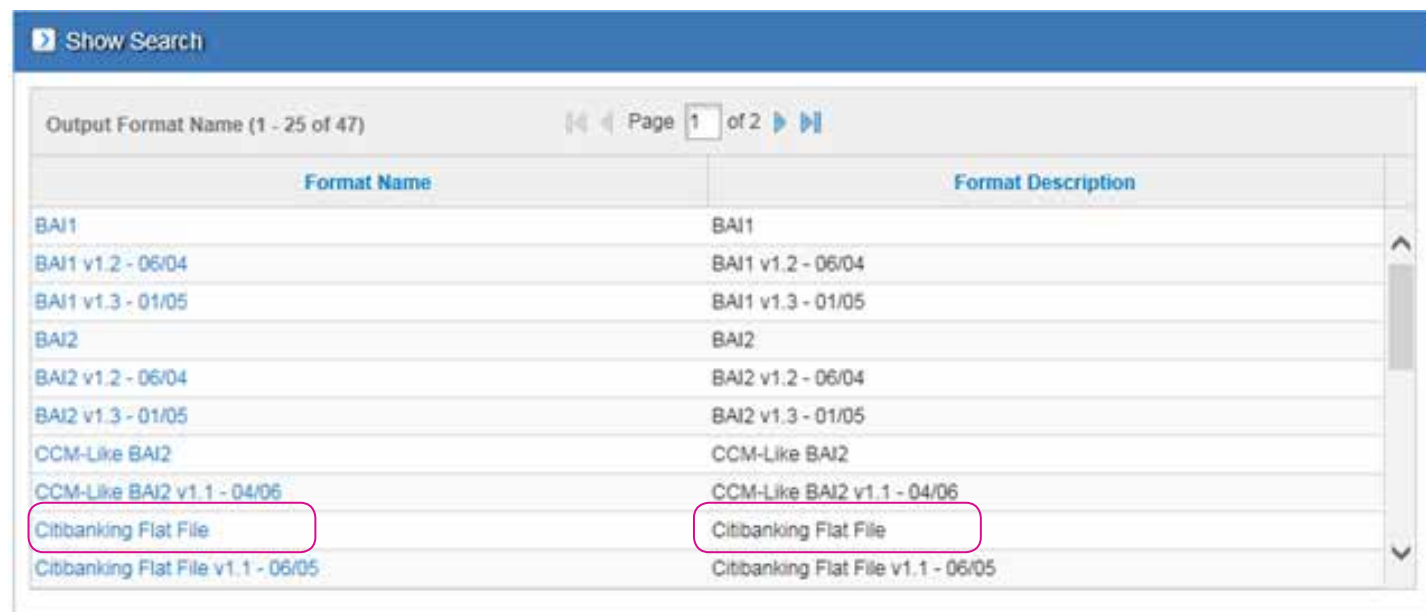 Show Search
Output Format Name (1 - 25 of 47) Page 1 of 2
Format Name Format Description
BAI1 BAI1
BAI1 v1.2 - 06/04 BAI1 v1.2 - 06/04
BAI1 v1.3 - 01/05 BAI1 v1.3 - 01/05
BAI2 BAI2
BAI2 v1.2 - 06/04 BAI2 v1.2 - 06/04
BAI2 v1.3 - 01/05 BAI2 v1.3 - 01/05
CCM-Like BAI2 CCM-Like BAI2
CCM-Like BAI2 v1.1 - 04/06 CCM-Like BAI2 v1.1 - 04/06
Citibanking Flat File Citibanking Flat File
Citibanking Flat File v1.1 - 06/05 Citibanking Flat File v1.1 - 06/05